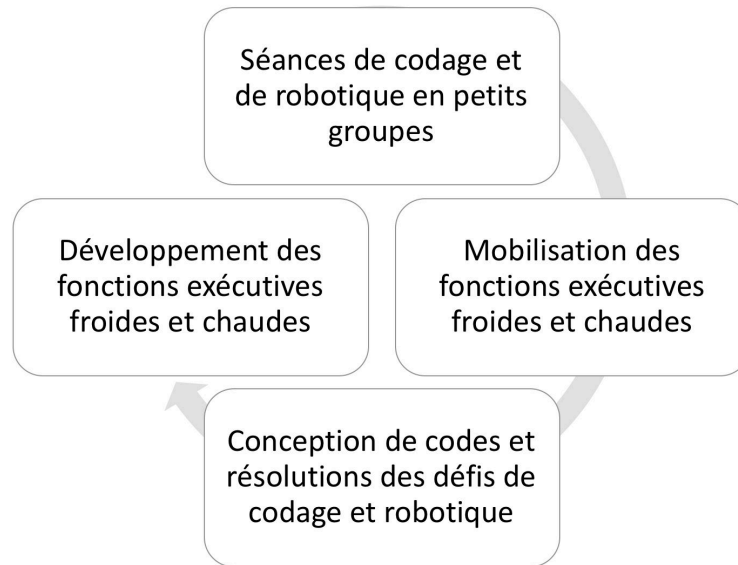 Séances de codage et
de robotique en petits
groupes
Mobilisation des
fonctions exécutives
froides et chaudes
Conception de codes et
résolutions des défis de
codage et robotique
Développement des
fonctions exécutives
froides et chaudes